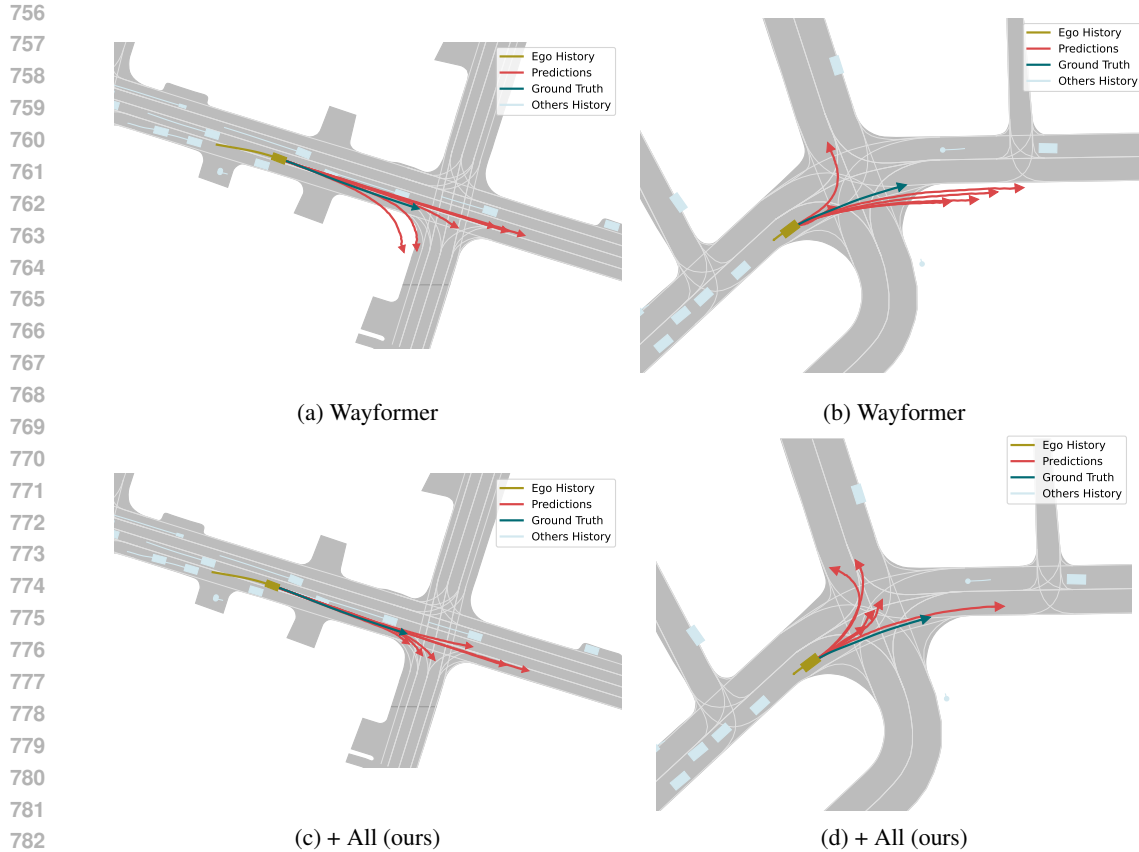 756
757
758
759
760
761
762
763
764
765
766
767
768
769
770
771
772
773
774
775
776
777
778
779
780
781
782
Ego History
Predictions
Ground Truth
Others History
Ego History
Predictions
Ground Truth
Others History
(a) Wayformer
(b) Wayformer
Ego History
Predictions
Ground Truth
Others History
Ego History
Predictions
Ground Truth
Others History
(c) + All (ours)
(d) + All (ours)